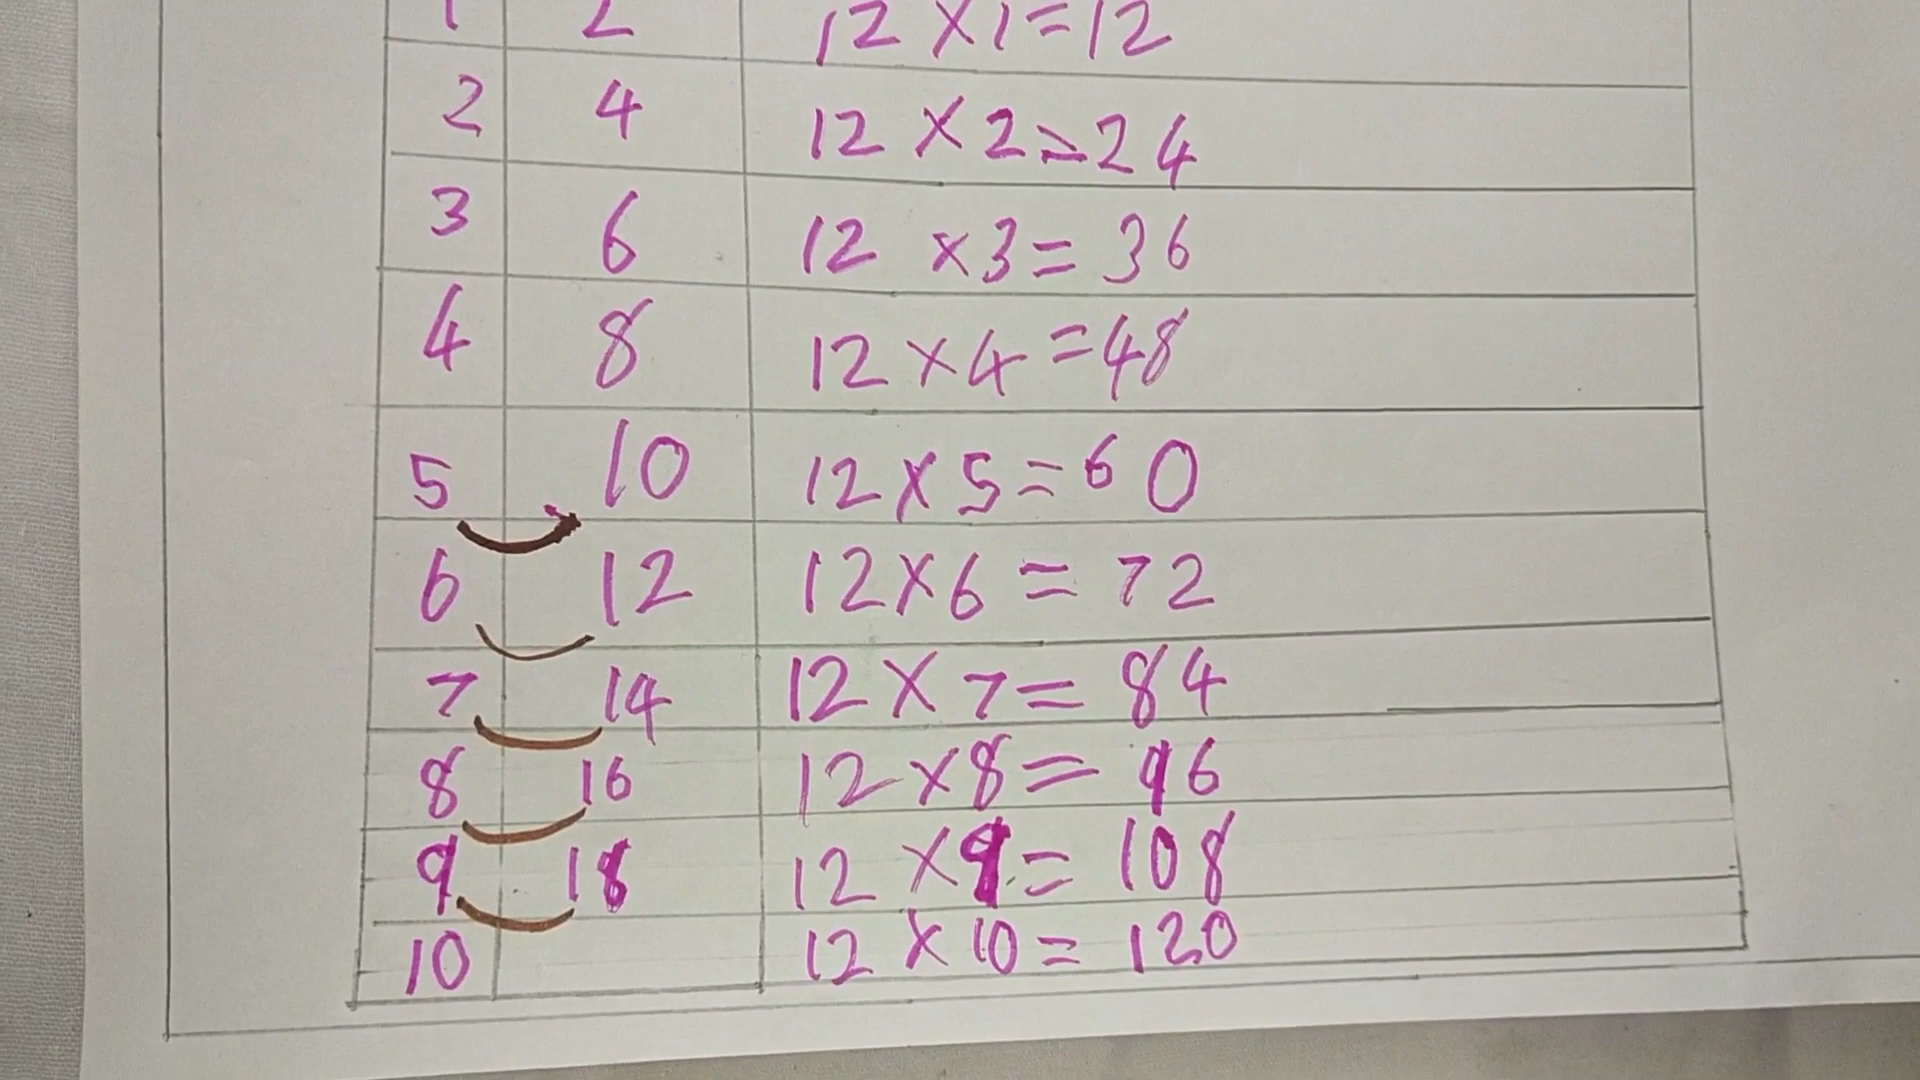 1 2 12 x 1 = 12
2 4 12 x 2 = 24
3 6 12 x 3 = 36
4 8 12 x 4 = 48
5 10 12 x 5 = 60
6 12 12 x 6 = 72
7 14 12 x 7 = 84
8 16 12 x 8 = 96
9 18 12 x 9 = 108
10 12 x 10 = 120